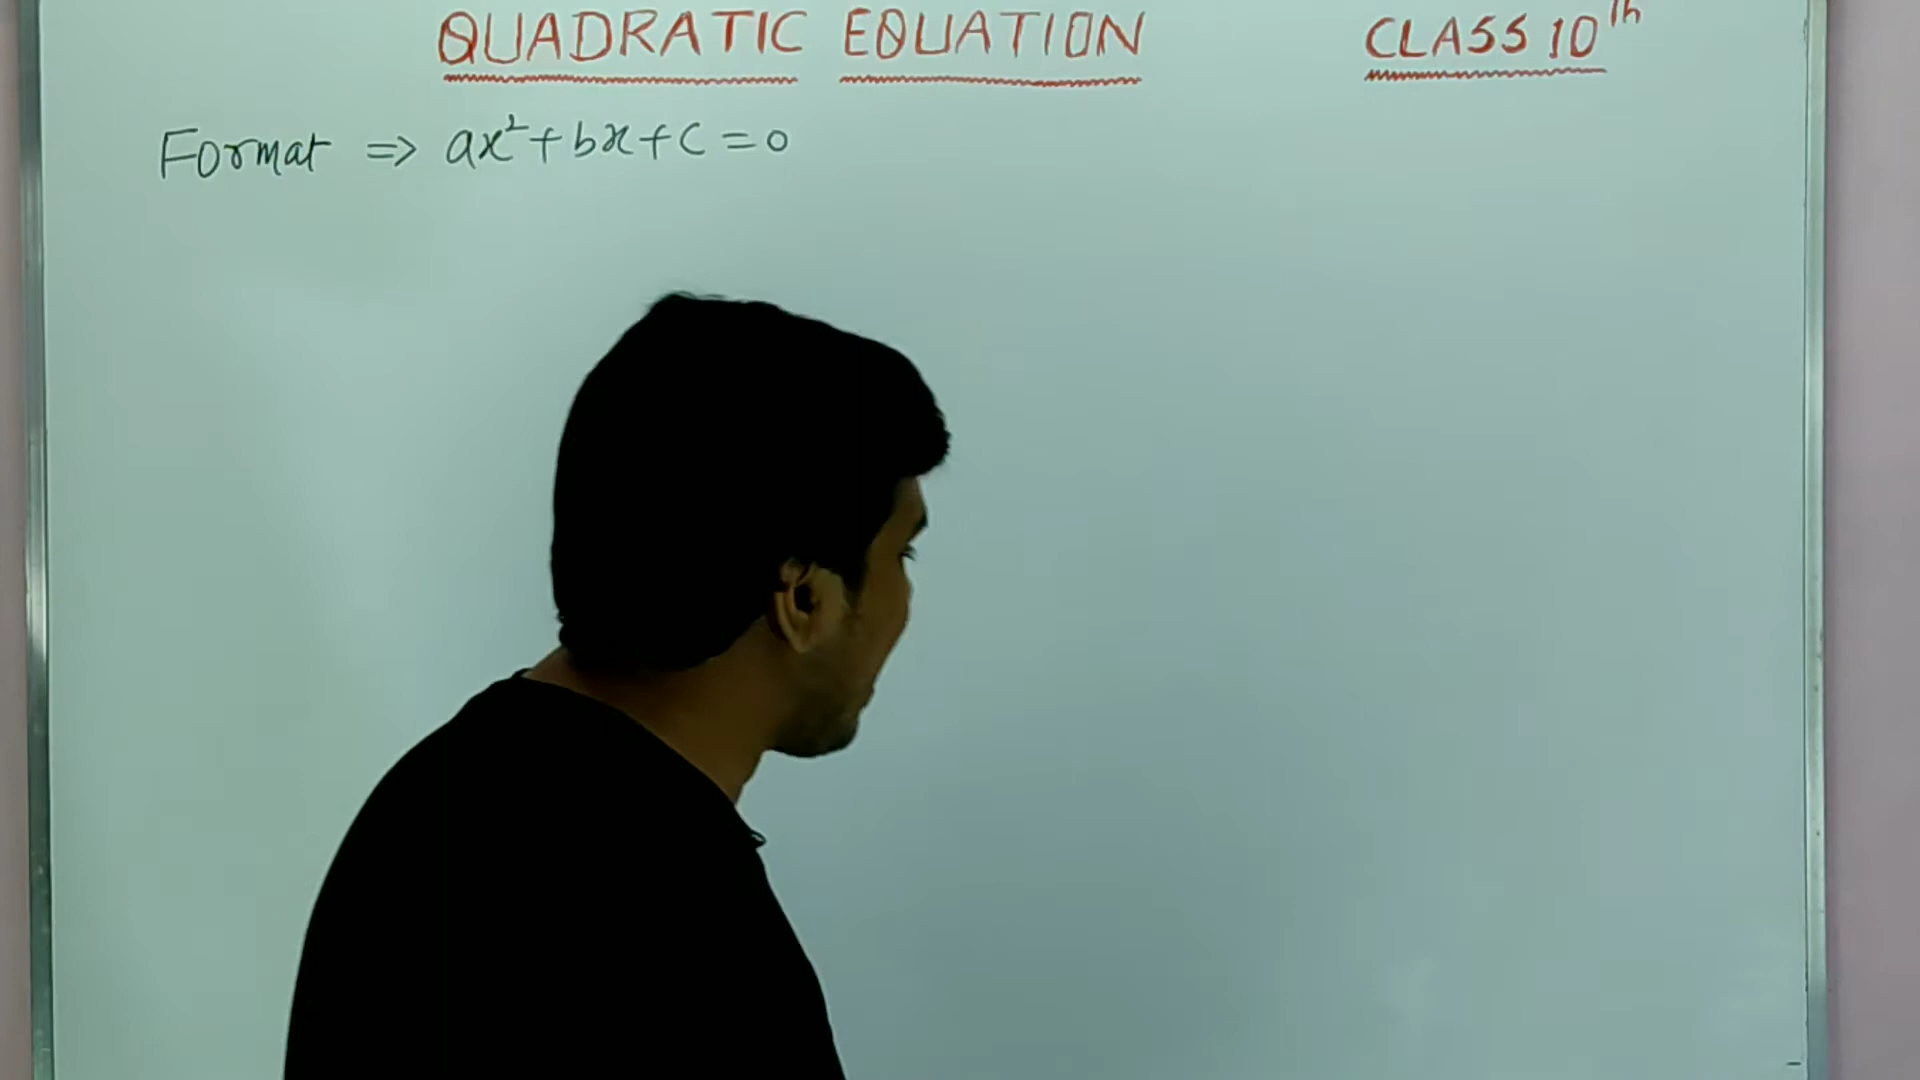 QUADRATIC EQUATION CLASS 10th
Format ⇒ ax²+bx+c=0